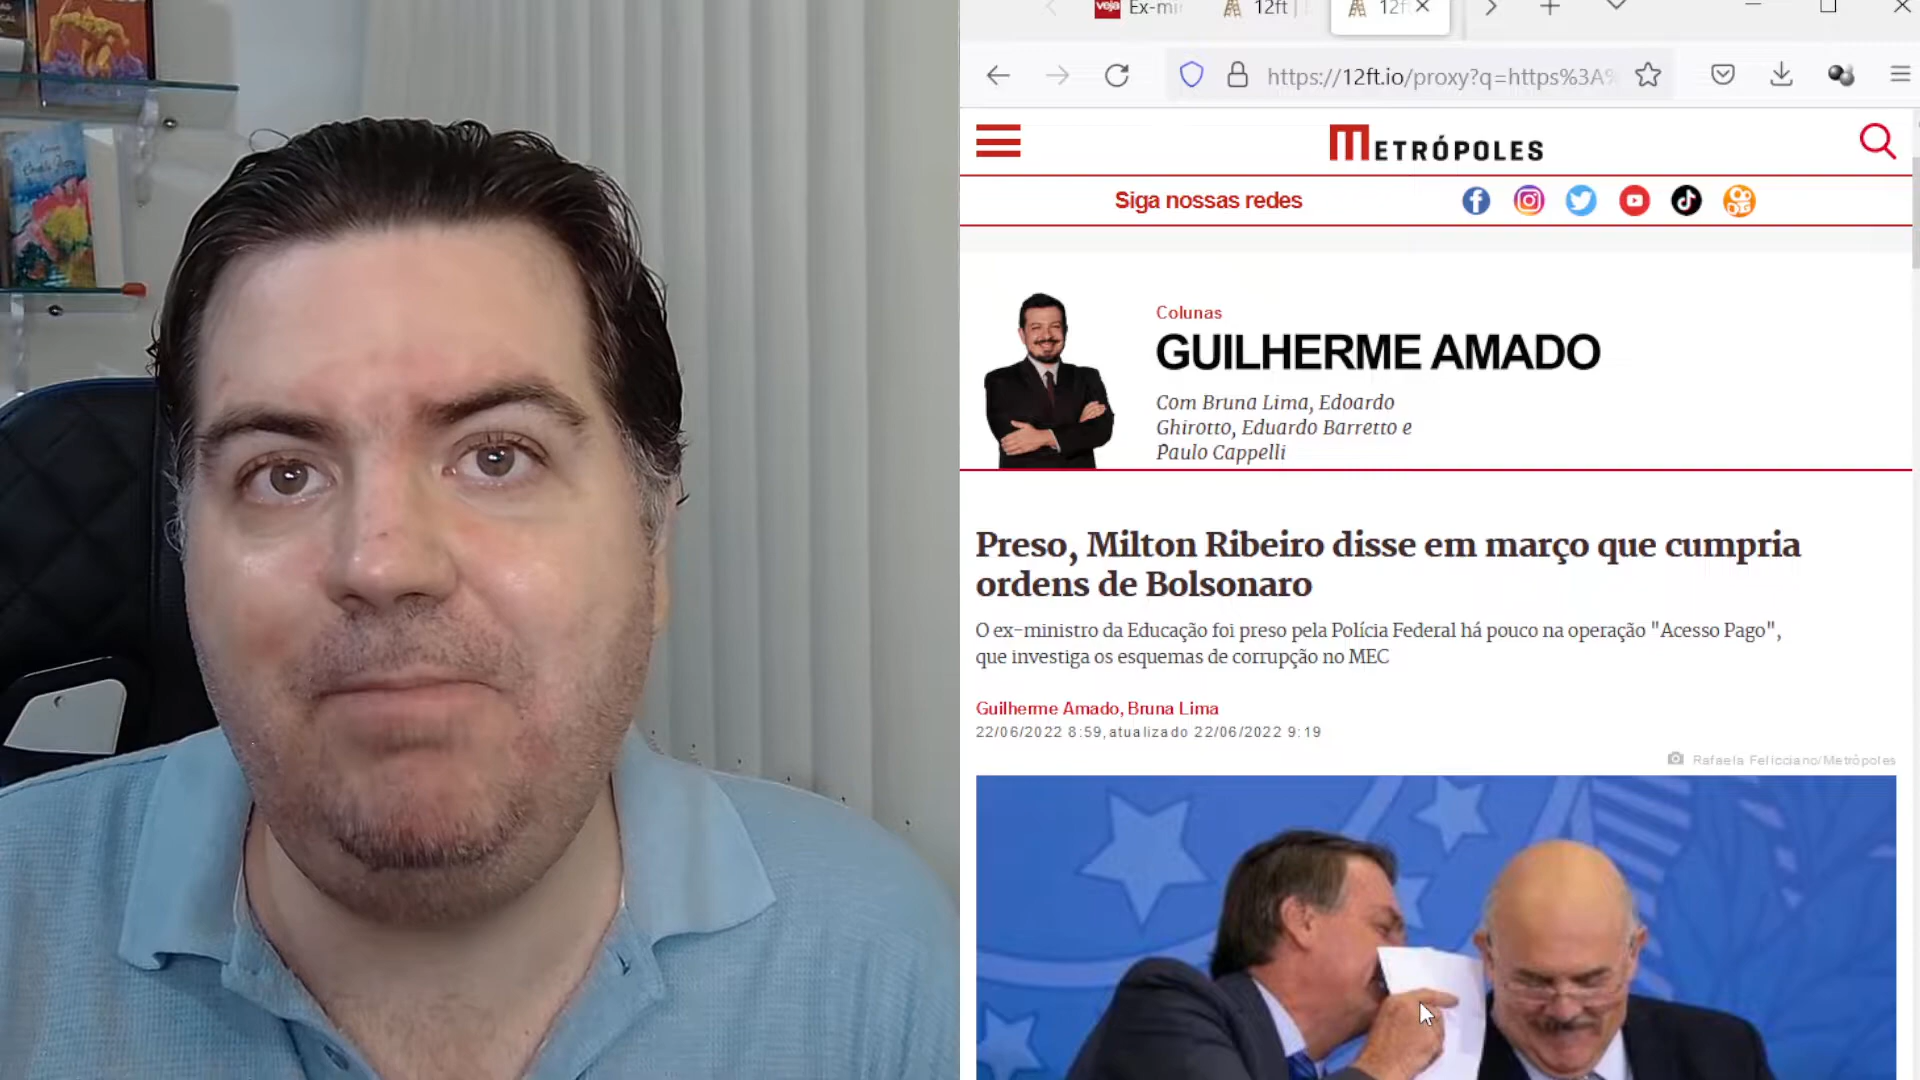 veja
Ex-mi
12ft |
12f
https://12ft.io/proxy?q=https%3A%
METRÓPOLES
Siga nossas redes
Colunas
GUILHERME AMADO
Com Bruna Lima, Edoardo
Ghirotto, Eduardo Barretto e
Paulo Cappelli
Preso, Milton Ribeiro disse em março que cumpria
ordens de Bolsonaro
O ex-ministro da Educação foi preso pela Polícia Federal há pouco na operação "Acesso Pago",
que investiga os esquemas de corrupção no MEC
Guilherme Amado, Bruna Lima
22/06/2022 8:59, atualizado 22/06/2022 9:19
Rafaela Felicciano/Metrópoles